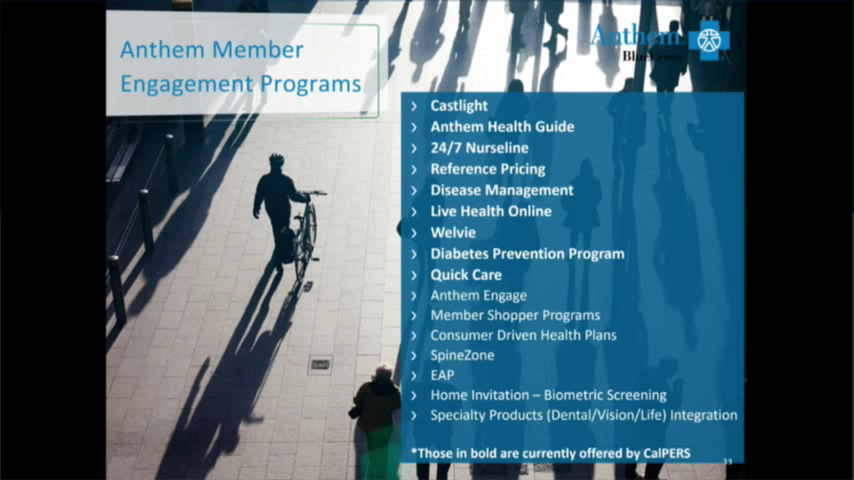 Anthem Member
Engagement Programs
Anthem
BlueCross
› Castlight
› Anthem Health Guide
› 24/7 Nurseline
› Reference Pricing
› Disease Management
› Live Health Online
› Welvie
› Diabetes Prevention Program
› Quick Care
› Anthem Engage
› Member Shopper Programs
› Consumer Driven Health Plans
› SpineZone
› EAP
› Home Invitation – Biometric Screening
› Specialty Products (Dental/Vision/Life) Integration
*Those in bold are currently offered by CalPERS